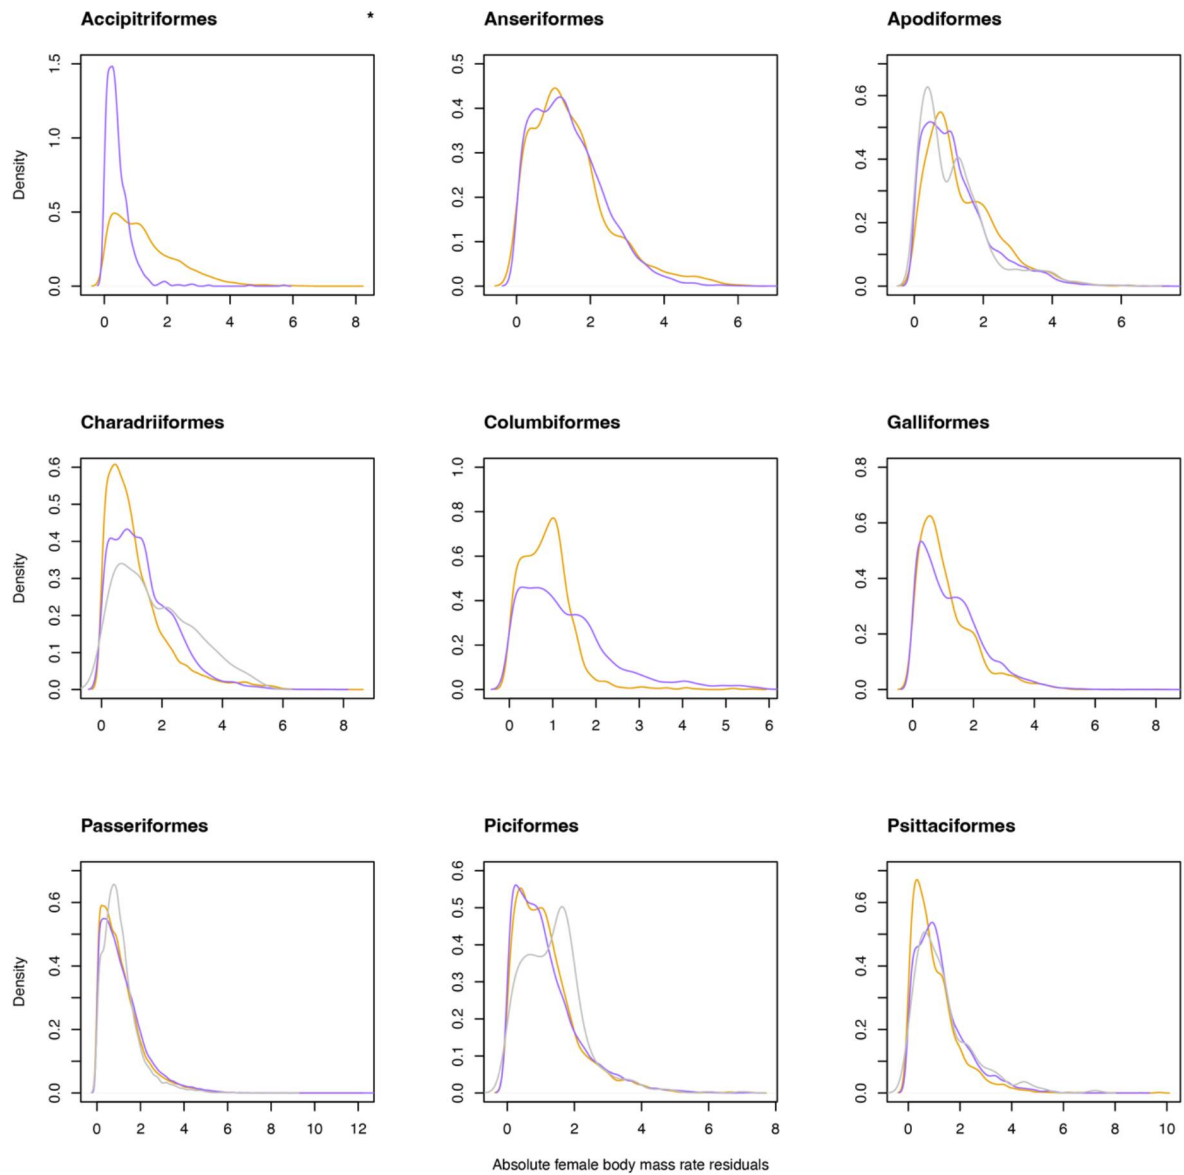 Accipitriformes *
Anseriformes
Apodiformes
Density
0.0 0.5 1.0 1.5
0 2 4 6 8
0.0 0.1 0.2 0.3 0.4 0.5
0 2 4 6
0.0 0.2 0.4 0.6
0 2 4 6
Charadriiformes
Columbiformes
Galliformes
Density
0.0 0.1 0.2 0.3 0.4 0.5 0.6
0 2 4 6 8
0.0 0.2 0.4 0.6 0.8 1.0
0 1 2 3 4 5 6
0.0 0.2 0.4 0.6 0.8
0 2 4 6 8
Passeriformes
Piciformes
Psittaciformes
Density
0.0 0.2 0.4 0.6
0 2 4 6 8 10 12
0.0 0.1 0.2 0.3 0.4 0.5 0.6
0 2 4 6 8
0.0 0.2 0.4 0.6
0 2 4 6 8 10
Absolute female body mass rate residuals